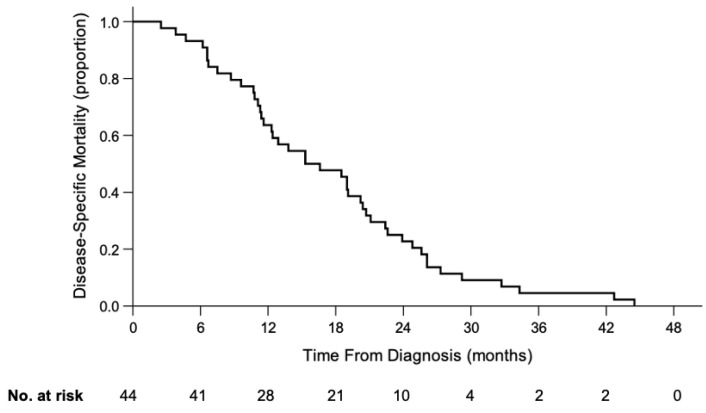 Disease-Specific Mortality (proportion)
1.0
0.8
0.6
0.4
0.2
0.0
0 6 12 18 24 30 36 42 48
Time From Diagnosis (months)
No. at risk 44 41 28 21 10 4 2 2 0